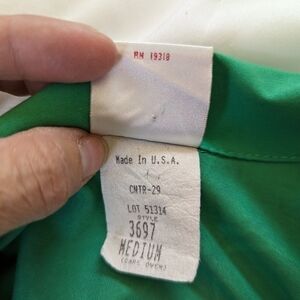 RN 19318
Made In U.S.A.
CNTR-29
LOT 51314
STYLE
3697
MEDIUM